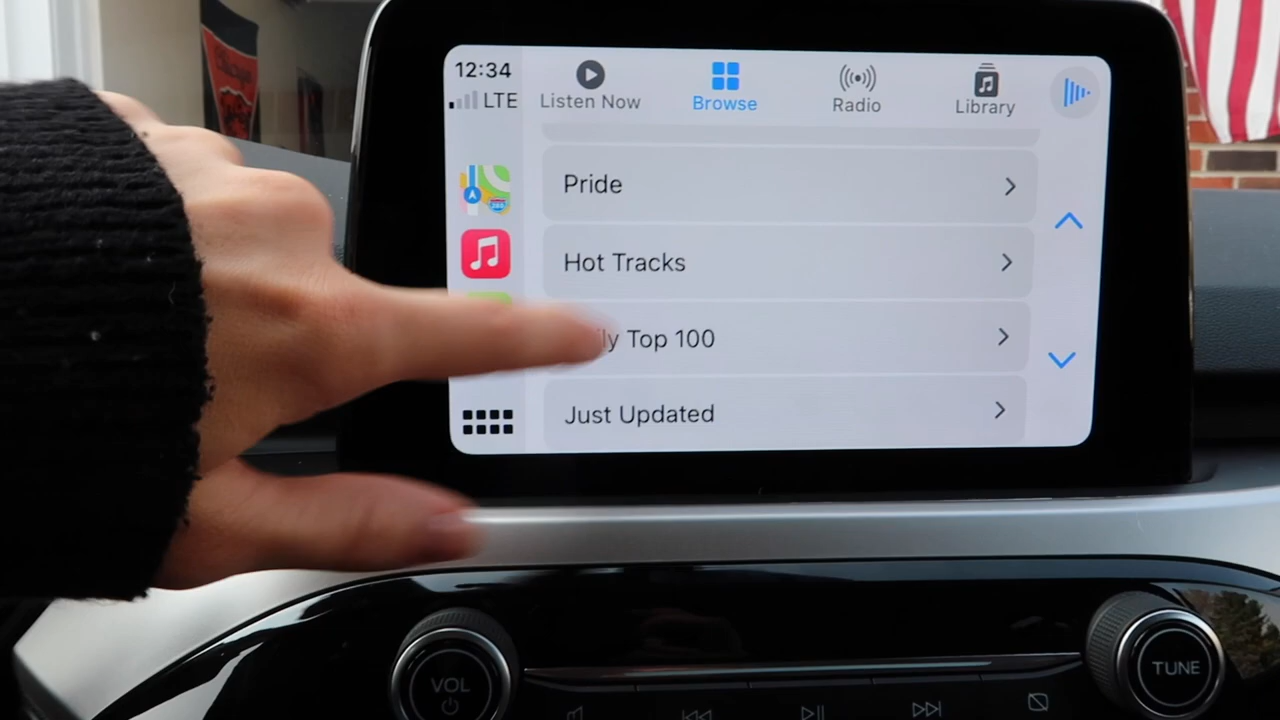 12:34
LTE
Listen Now
Browse
Radio
Library
Pride
Hot Tracks
Top 100
Just Updated
VOL
TUNE